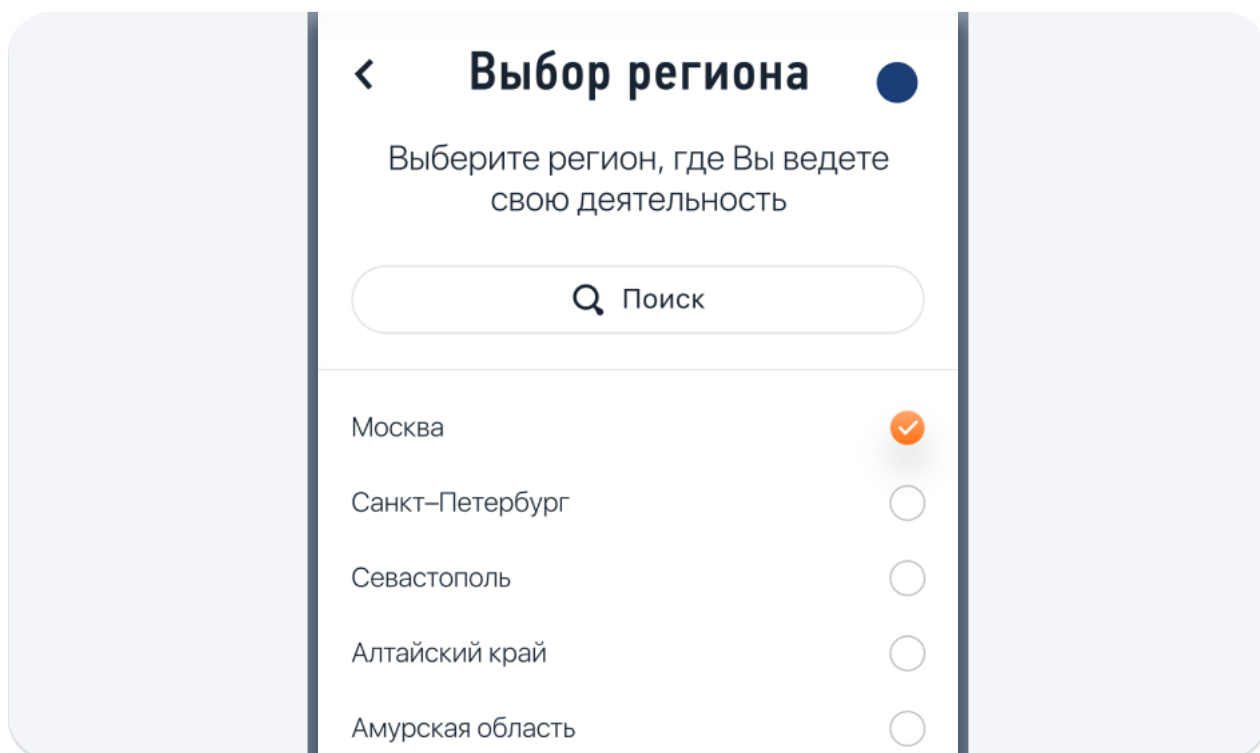 Выбор региона
Выберите регион, где Вы ведете
свою деятельность
Поиск
Москва
Санкт–Петербург
Севастополь
Алтайский край
Амурская область